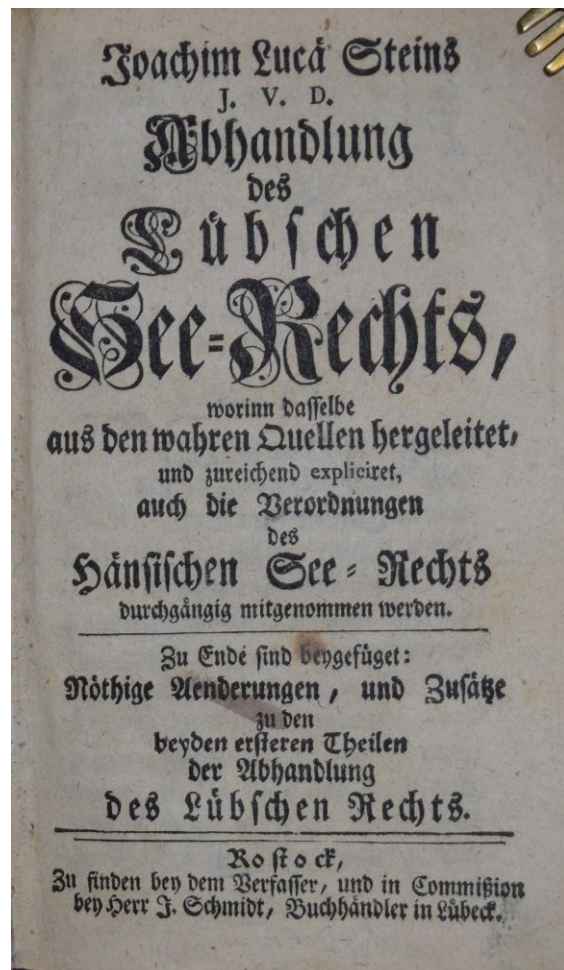 Joachim Lucä Steins
J. V. D.
Abhandlung
des
Lübschen
See-Rechts,
worinn dasselbe
aus den wahren Quellen hergeleitet,
und zureichend expliciret,
auch die Verordnungen
des
Hänsischen See-Rechts
durchgängig mitgenommen werden.
Zu Ende sind beygefüget:
Nöthige Aenderungen, und Zusätze
zu den
beyden ersteren Theilen
der Abhandlung
des Lübschen Rechts.
Rostock,
Zu finden bey dem Verfasser, und in Commißion
bey Herr J. Schmidt, Buchhändler in Lübeck.